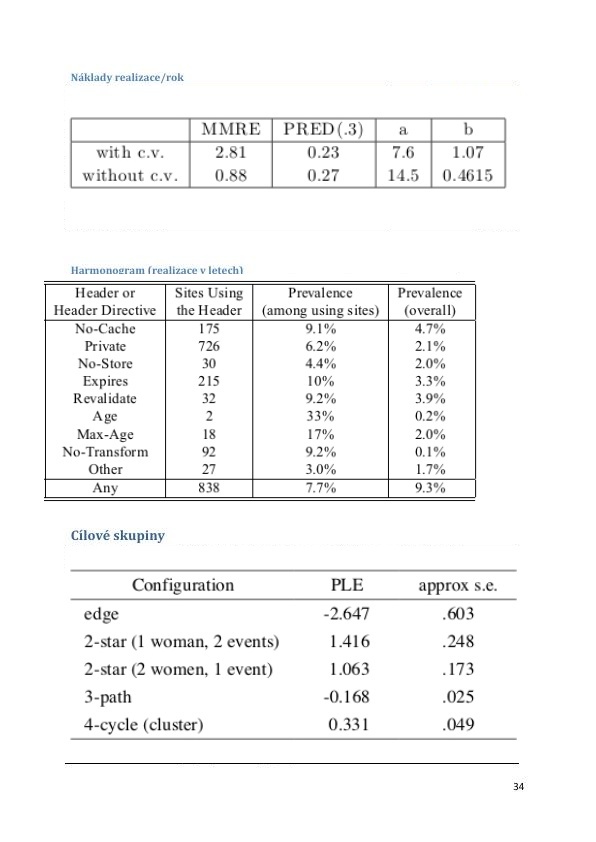 Náklady realizace/rok
MMRE PRED(.3) a b
with c.v. 2.81 0.23 7.6 1.07
without c.v. 0.88 0.27 14.5 0.4615
Harmonogram (realizace v letech)
Header or Sites Using Prevalence Prevalence
Header Directive the Header (among using sites) (overall)
No-Cache 175 9.1% 4.7%
Private 726 6.2% 2.1%
No-Store 30 4.4% 2.0%
Expires 215 10% 3.3%
Revalidate 32 9.2% 3.9%
Age 2 33% 0.2%
Max-Age 18 17% 2.0%
No-Transform 92 9.2% 0.1%
Other 27 3.0% 1.7%
Any 838 7.7% 9.3%
Cílové skupiny
Configuration PLE approx s.e.
edge -2.647 .603
2-star (1 woman, 2 events) 1.416 .248
2-star (2 women, 1 event) 1.063 .173
3-path -0.168 .025
4-cycle (cluster) 0.331 .049
34